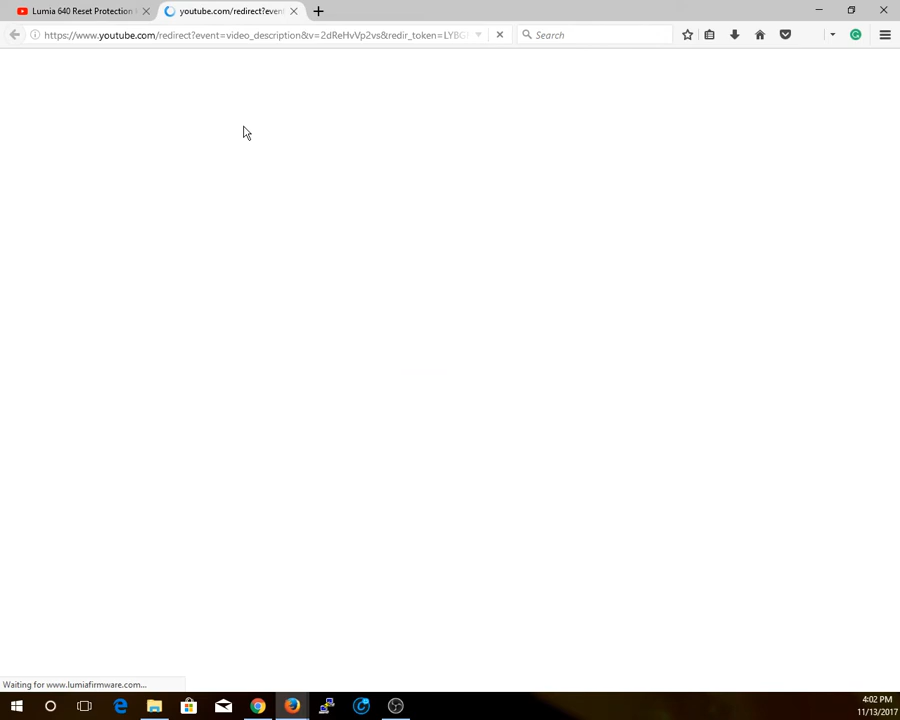 Lumia 640 Reset Protection
youtube.com/redirect?even
https://www.youtube.com/redirect?event=video_description&v=2dReHvVp2vs&redir_token=LYBG
Search
Waiting for www.lumiafirmware.com...
4:02 PM
11/13/2017